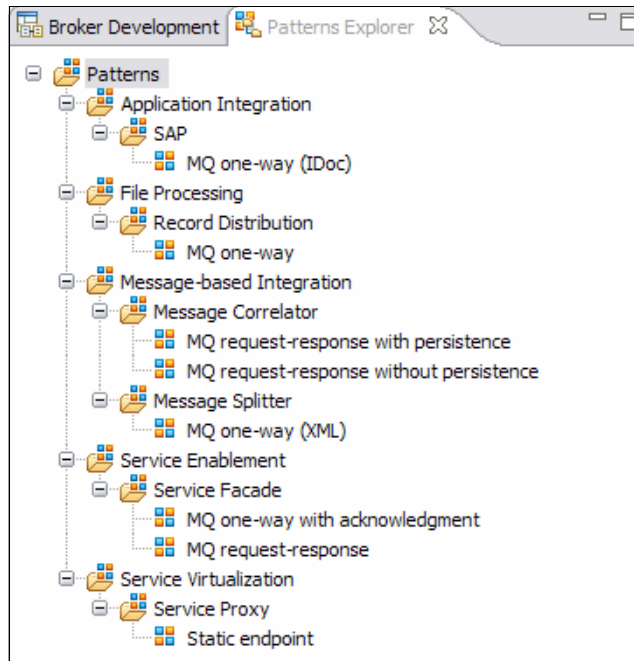 Broker Development Patterns Explorer
Patterns
Application Integration
SAP
MQ one-way (IDoc)
File Processing
Record Distribution
MQ one-way
Message-based Integration
Message Correlator
MQ request-response with persistence
MQ request-response without persistence
Message Splitter
MQ one-way (XML)
Service Enablement
Service Facade
MQ one-way with acknowledgment
MQ request-response
Service Virtualization
Service Proxy
Static endpoint